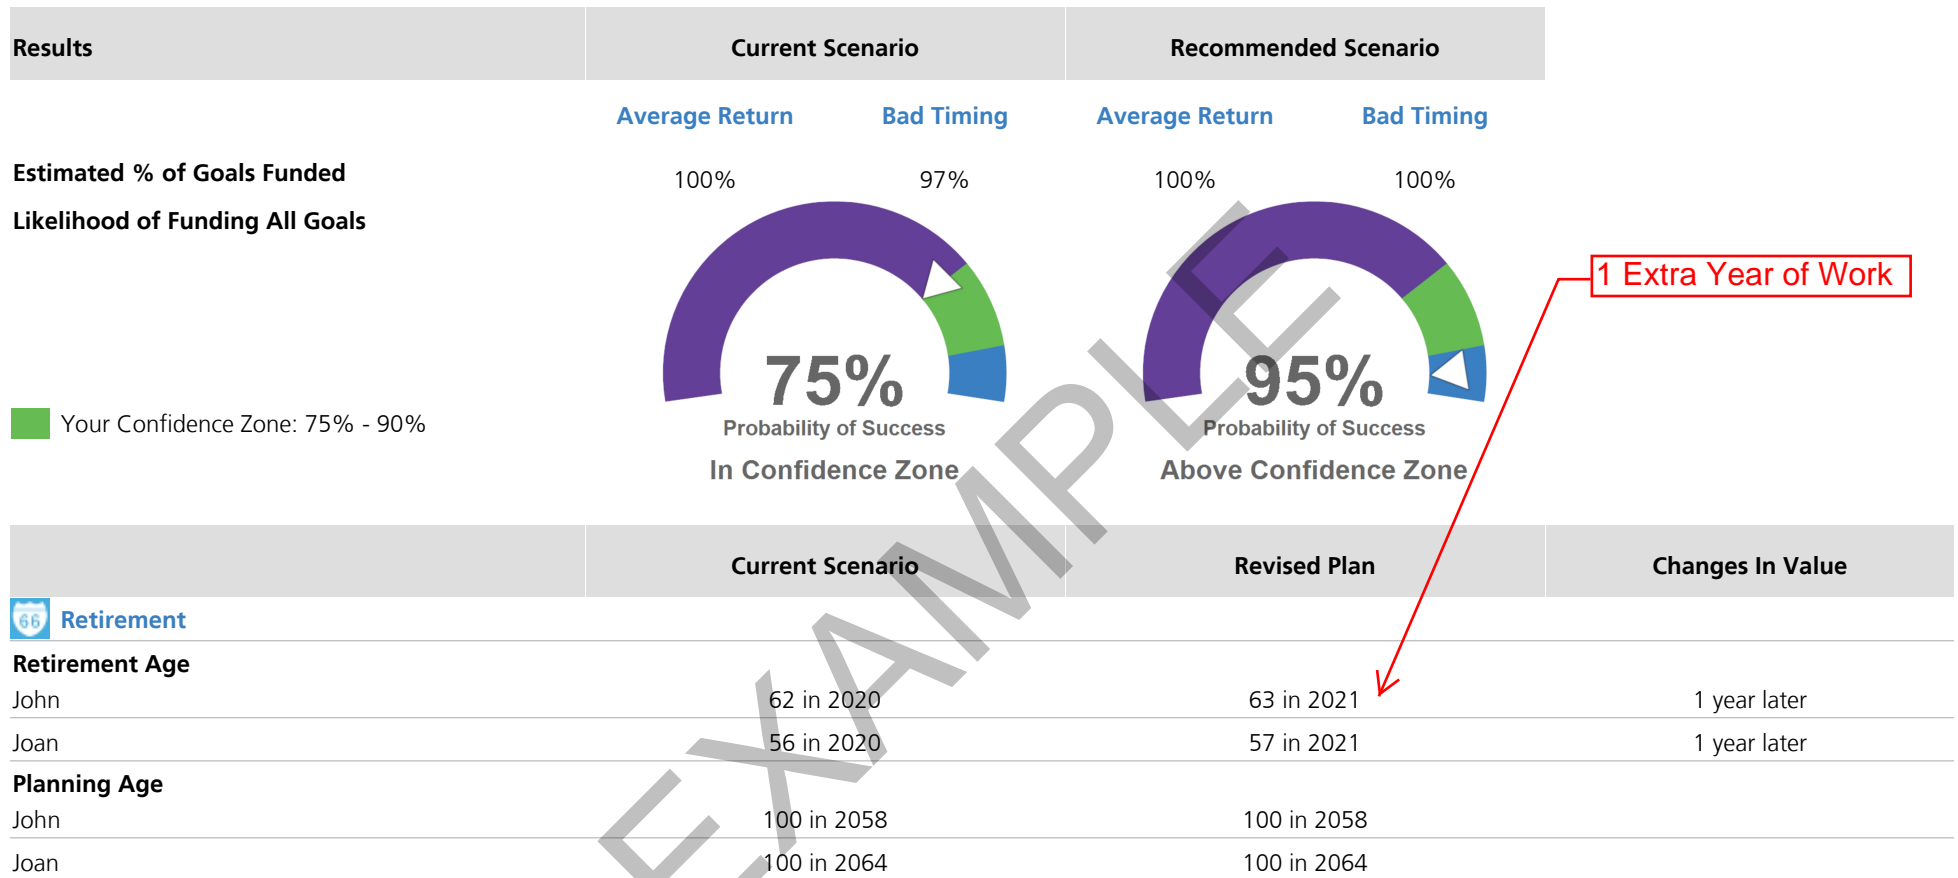 Results Current Scenario Recommended Scenario
Average Return Bad Timing Average Return Bad Timing
Estimated % of Goals Funded 100% 97% 100% 100%
Likelihood of Funding All Goals
1 Extra Year of Work
75% 95%
Probability of Success Probability of Success
Your Confidence Zone: 75% - 90%
In Confidence Zone Above Confidence Zone
EXAMPLE
Current Scenario Revised Plan Changes In Value
66 Retirement
Retirement Age
John 62 in 2020 63 in 2021 1 year later
Joan 56 in 2020 57 in 2021 1 year later
Planning Age
John 100 in 2058 100 in 2058
Joan 100 in 2064 100 in 2064